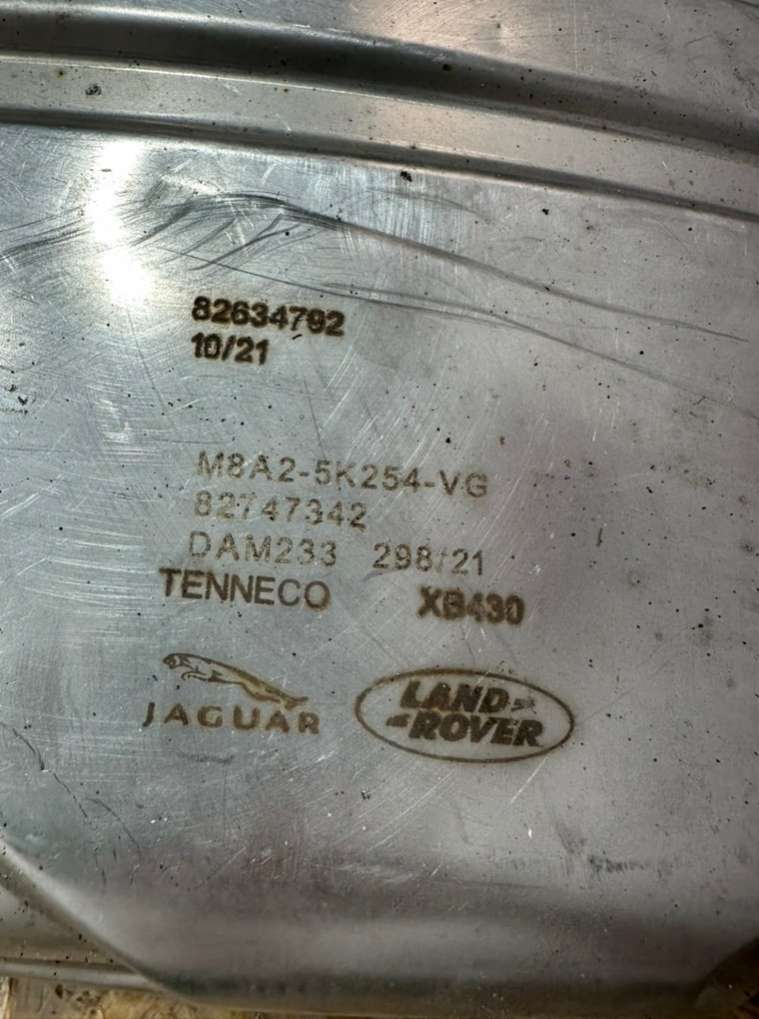 82634792
10/21
M8A2-5K254-VG
82747342
DAM233 298/21
TENNECO XB430
JAGUAR
LAND
ROVER